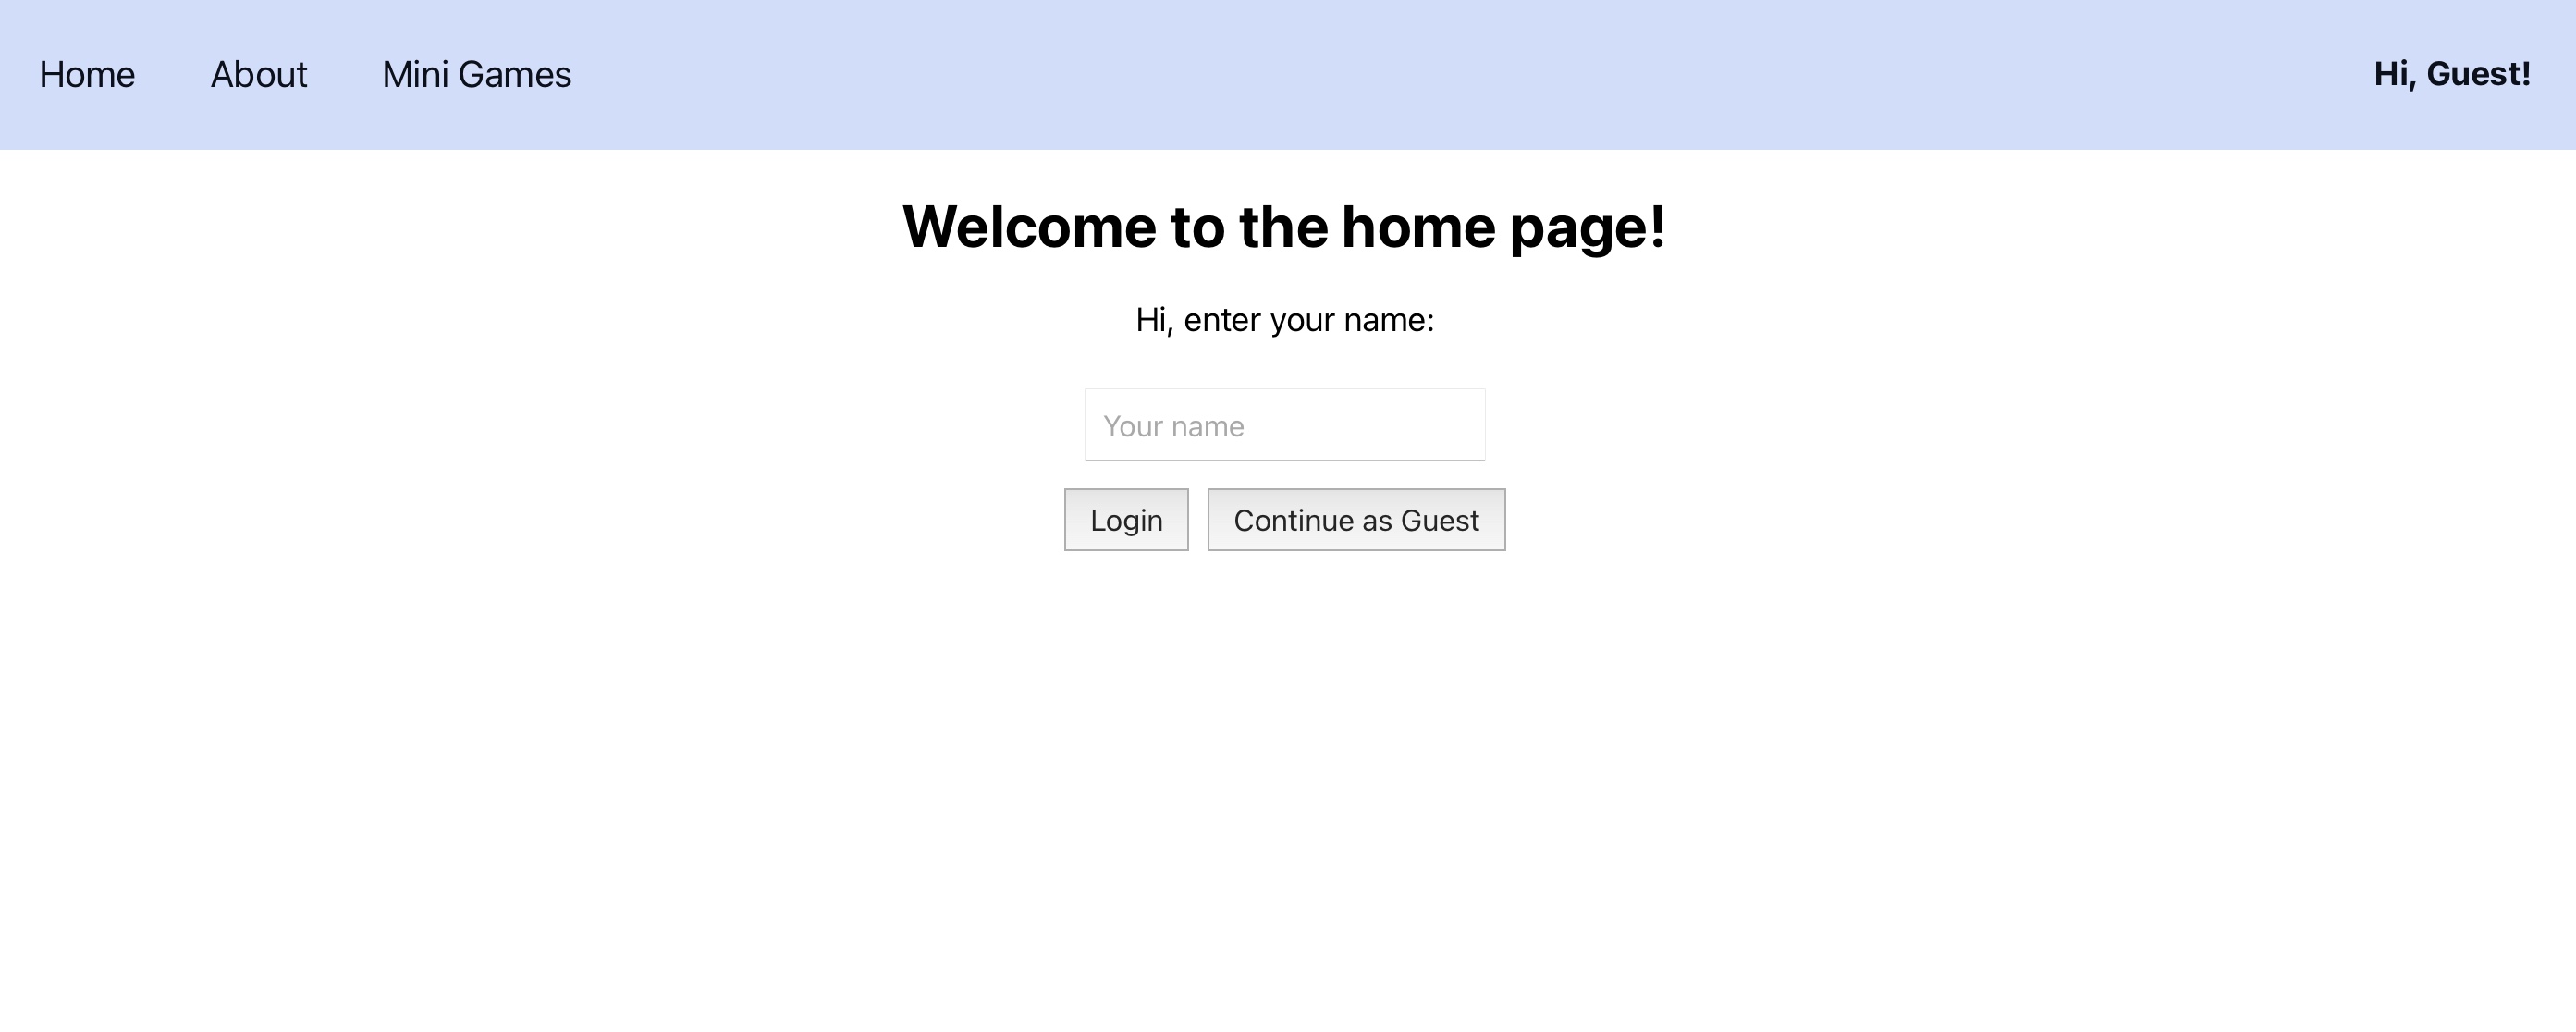 Home About Mini Games Hi, Guest!
Welcome to the home page!
Hi, enter your name:
Your name
Login Continue as Guest